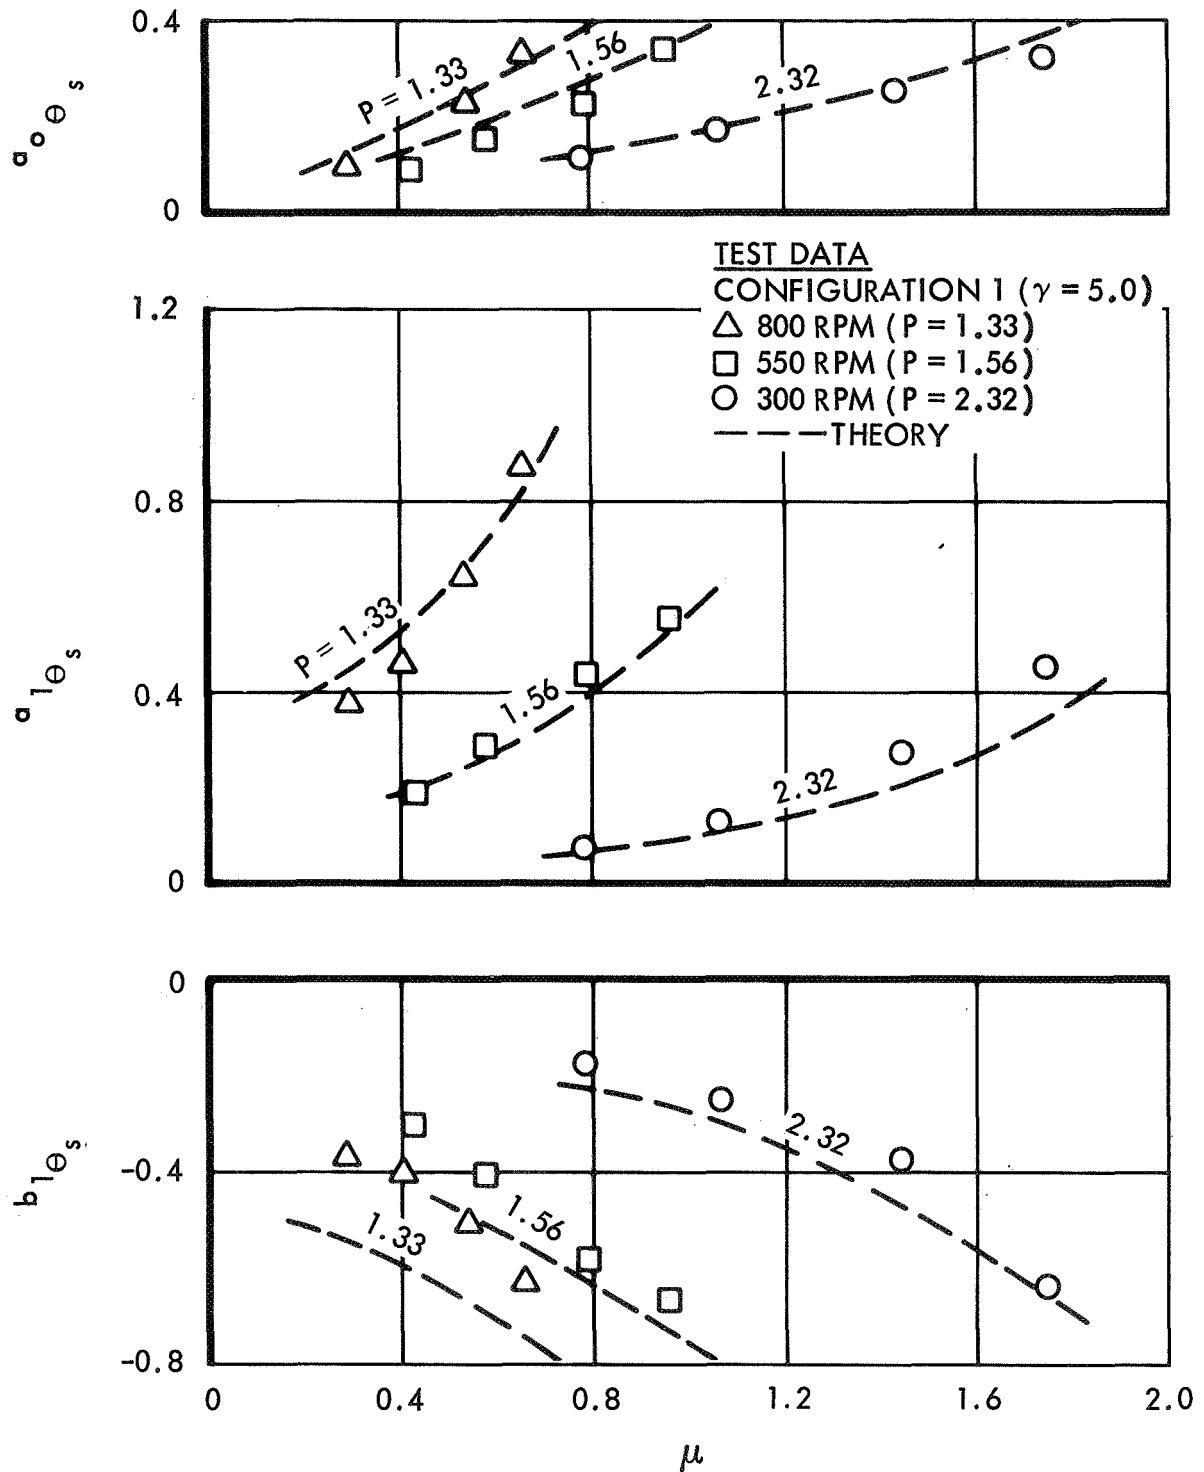 0.4
a o θ s
0
P = 1.33
1.56
2.32
TEST DATA
CONFIGURATION 1 (γ = 5.0)
△ 800 RPM (P = 1.33)
□ 550 RPM (P = 1.56)
○ 300 RPM (P = 2.32)
— — — THEORY
1.2
0.8
a 1 θ s
0.4
0
P = 1.33
1.56
2.32
0
b 1 θ s
-0.4
-0.8
1.33
1.56
2.32
0 0.4 0.8 1.2 1.6 2.0
μ